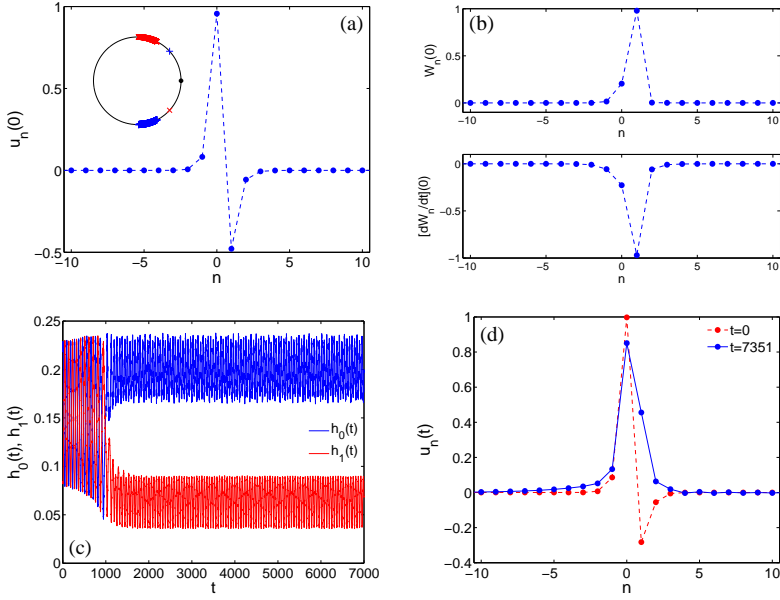 (a)
u_n(0)
1
0.5
0
−0.5
−10 −5 0 5 10
n
(b)
W_n(0)
1
0.5
0
−10 −5 0 5 10
n
[dW_n/dt](0)
0
−0.5
−1
−10 −5 0 5 10
n
(c)
h_0(t), h_1(t)
0.25
0.2
0.15
0.1
0.05
0
h_0(t)
h_1(t)
0 1000 2000 3000 4000 5000 6000 7000
t
(d)
u_n(t)
1
0.8
0.6
0.4
0.2
0
−0.2
−0.4
t=0
t=7351
−10 −5 0 5 10
n